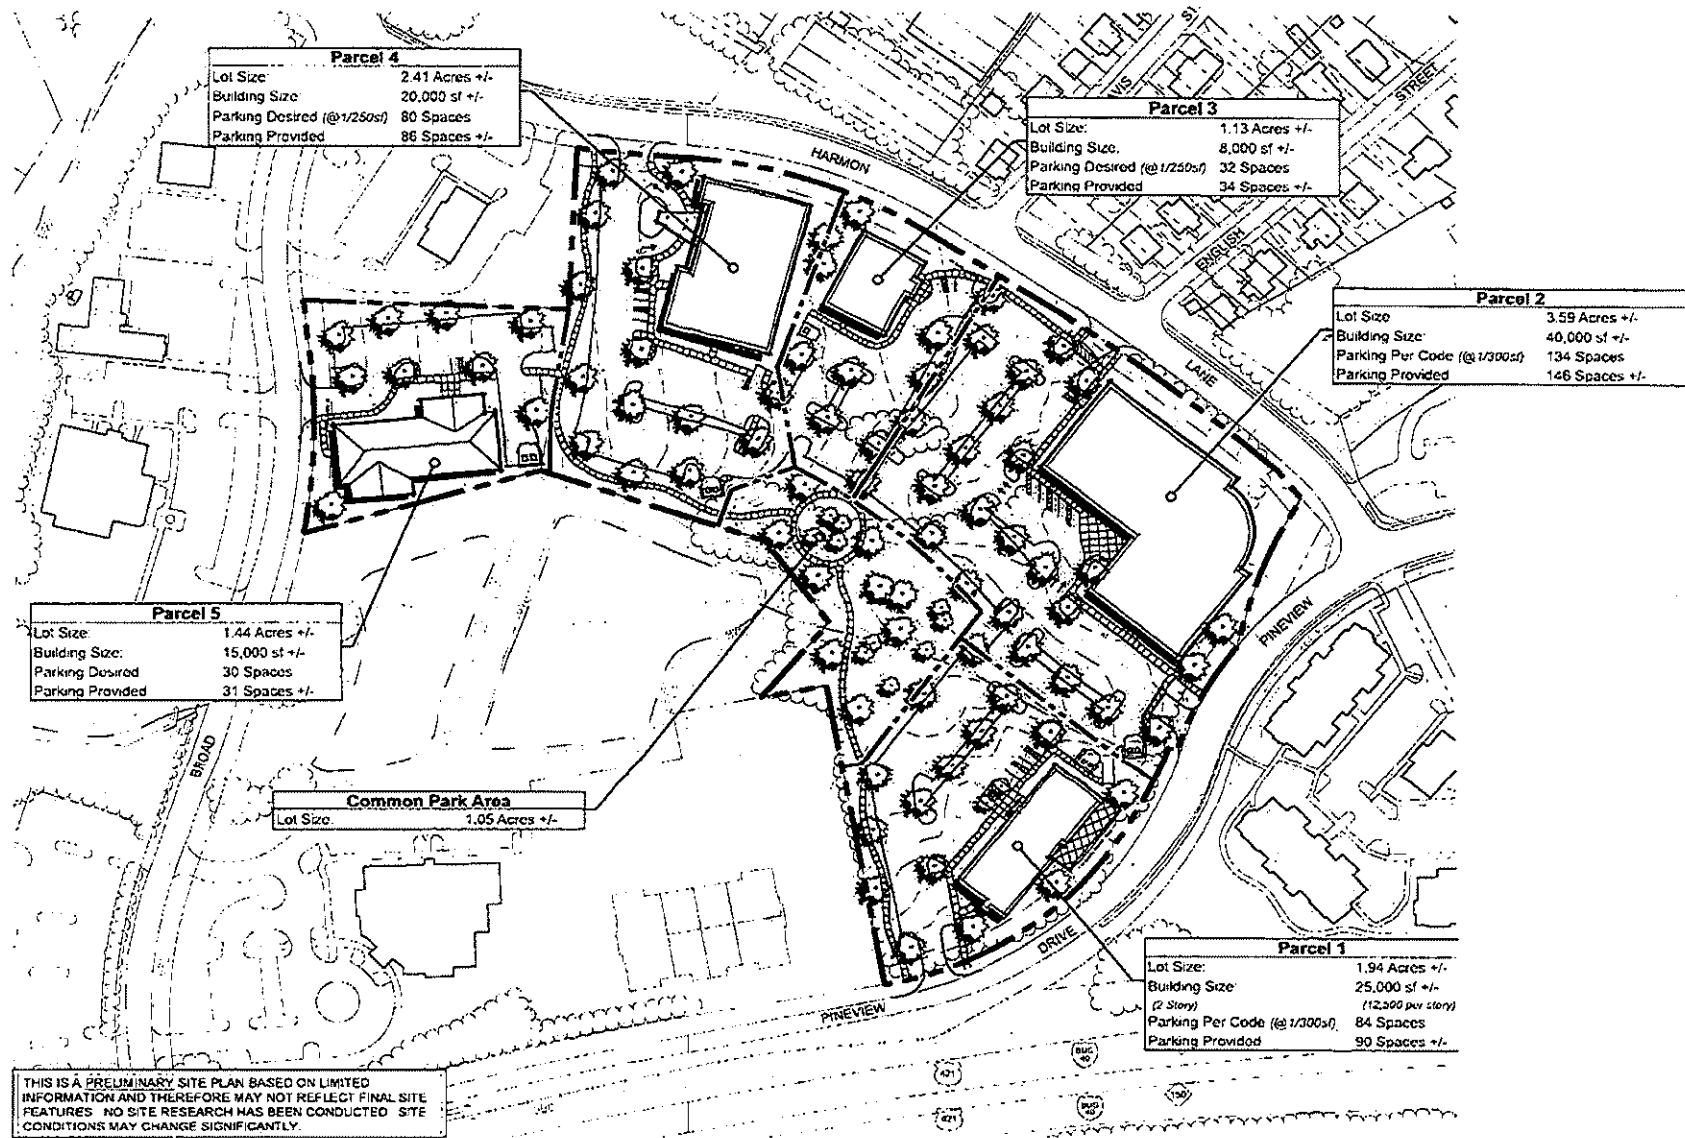 Parcel 4
Lot Size: 2.41 Acres +/-
Building Size: 20,000 sf +/-
Parking Desired (@1/250sf) 80 Spaces
Parking Provided 86 Spaces +/-
Parcel 3
Lot Size: 1.13 Acres +/-
Building Size. 8,000 sf +/-
Parking Desired (@1/250sf) 32 Spaces
Parking Provided 34 Spaces +/-
Parcel 2
Lot Size 3.59 Acres +/-
Building Size: 40,000 sf +/-
Parking Per Code (@1/300sf) 134 Spaces
Parking Provided 146 Spaces +/-
HARMON
LANE
ENGLISH
STREET
PINEVIEW
Parcel 5
Lot Size: 1.44 Acres +/-
Building Size: 15,000 sf +/-
Parking Desired 30 Spaces
Parking Provided 31 Spaces +/-
BROAD
Common Park Area
Lot Size. 1.05 Acres +/-
DRIVE
PINEVIEW
Parcel 1
Lot Size: 1.94 Acres +/-
Building Size: 25,000 sf +/-
(2 Story) (12,500 per story)
Parking Per Code (@1/300sf) 84 Spaces
Parking Provided 90 Spaces +/-
421
BUS 40
421
BUS 40
150
THIS IS A PRELIMINARY SITE PLAN BASED ON LIMITED
INFORMATION AND THEREFORE MAY NOT REFLECT FINAL SITE
FEATURES NO SITE RESEARCH HAS BEEN CONDUCTED SITE
CONDITIONS MAY CHANGE SIGNIFICANTLY.